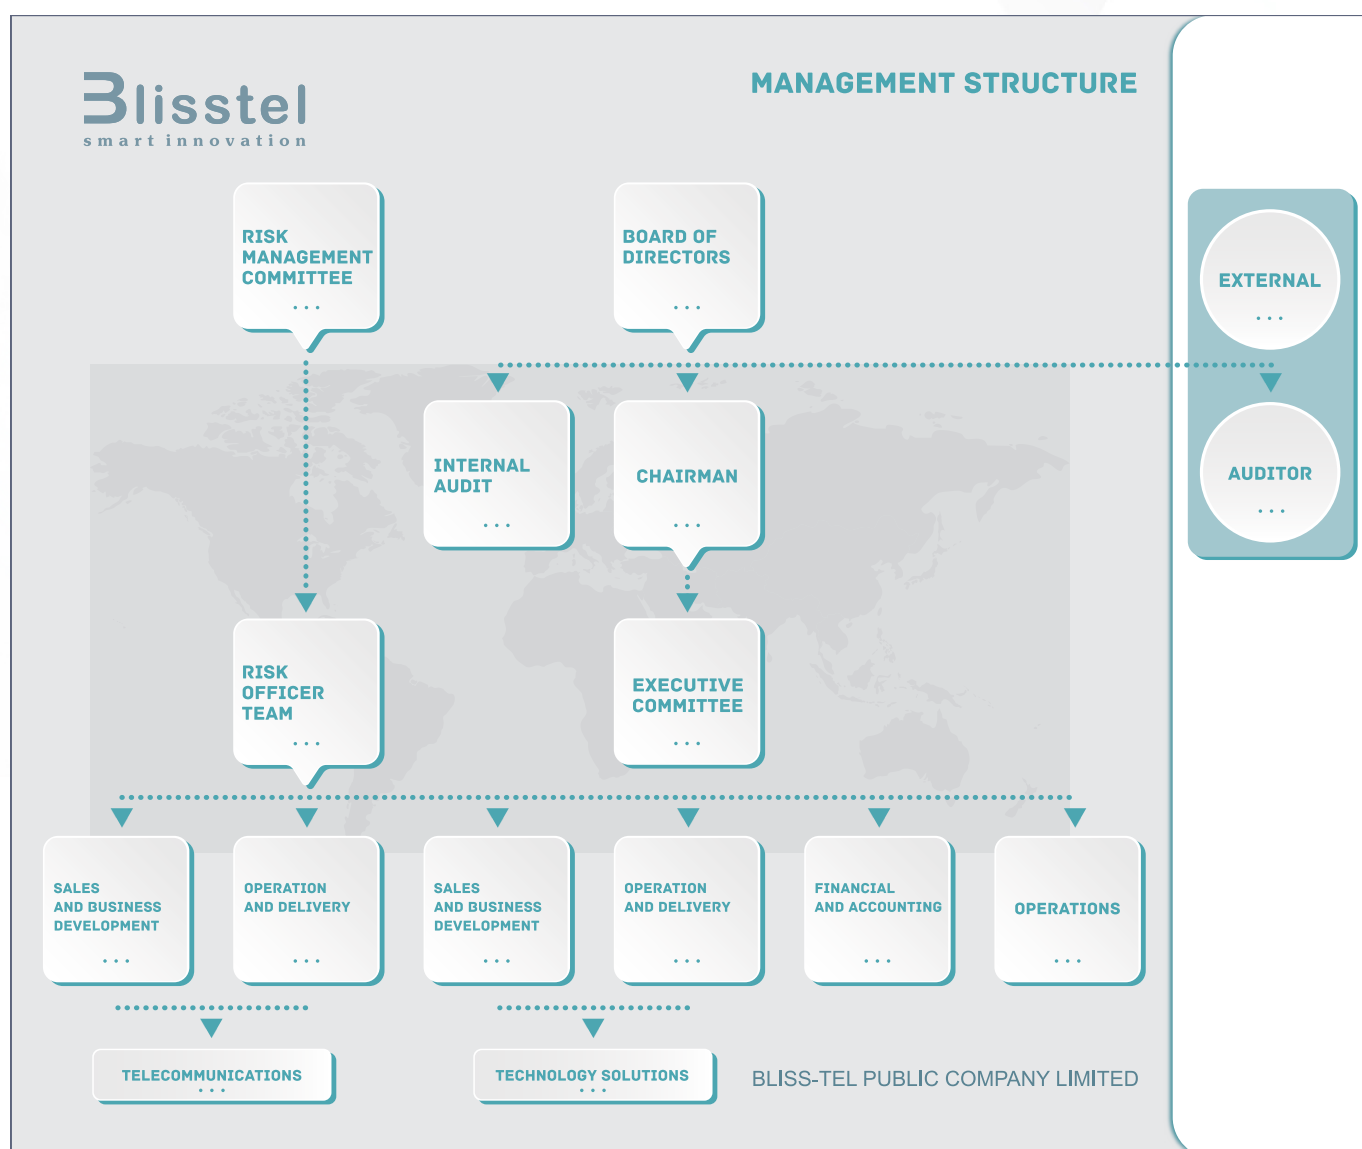 Blisstel
smart innovation
MANAGEMENT STRUCTURE
RISK
MANAGEMENT
COMMITTEE
...
BOARD OF
DIRECTORS
...
EXTERNAL
...
INTERNAL
AUDIT
...
CHAIRMAN
...
AUDITOR
...
RISK
OFFICER
TEAM
...
EXECUTIVE
COMMITTEE
...
SALES
AND BUSINESS
DEVELOPMENT
...
OPERATION
AND DELIVERY
...
SALES
AND BUSINESS
DEVELOPMENT
...
OPERATION
AND DELIVERY
...
FINANCIAL
AND ACCOUNTING
...
OPERATIONS
...
TELECOMMUNICATIONS
...
TECHNOLOGY SOLUTIONS
...
BLISS-TEL PUBLIC COMPANY LIMITED